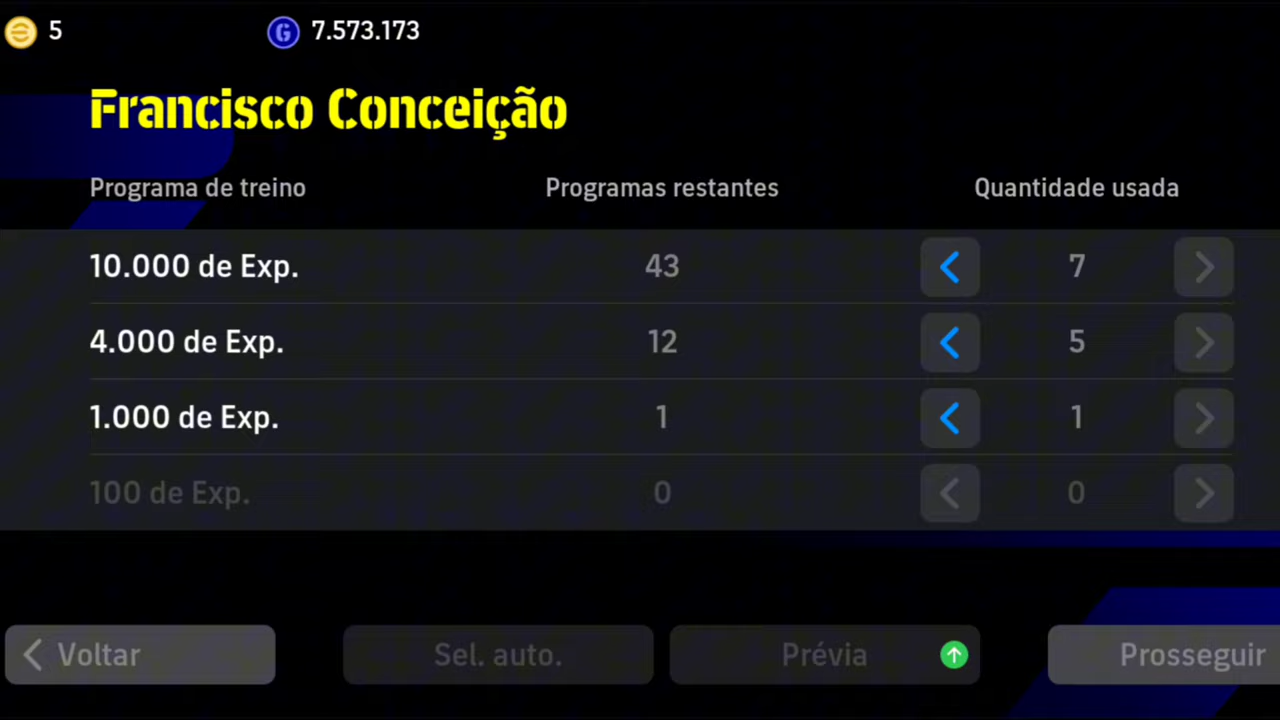 5
7.573.173
Francisco Conceição
Programa de treino Programas restantes Quantidade usada
10.000 de Exp. 43 7
4.000 de Exp. 12 5
1.000 de Exp. 1 1
100 de Exp. 0 0
Voltar Sel. auto. Prévia Prosseguir